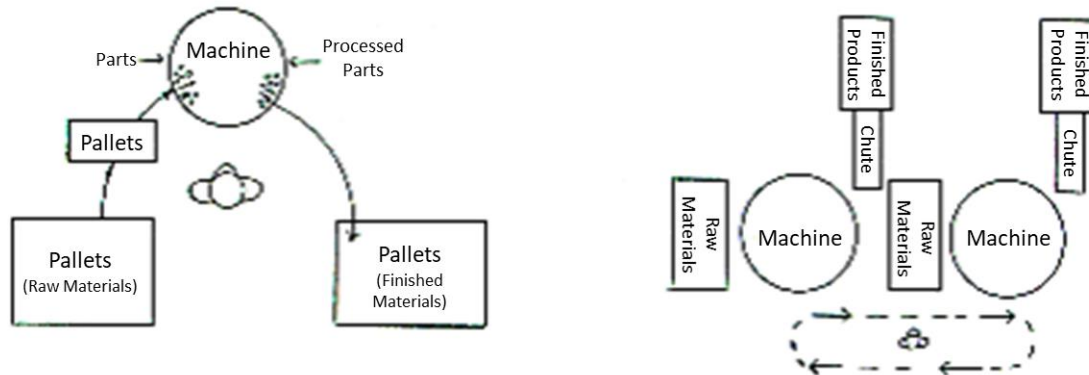 Machine
Parts
Processed
Parts
Pallets
Pallets
(Raw Materials)
Pallets
(Finished
Materials)
Finished
Products
Chute
Finished
Products
Chute
Raw
Materials
Machine
Raw
Materials
Machine